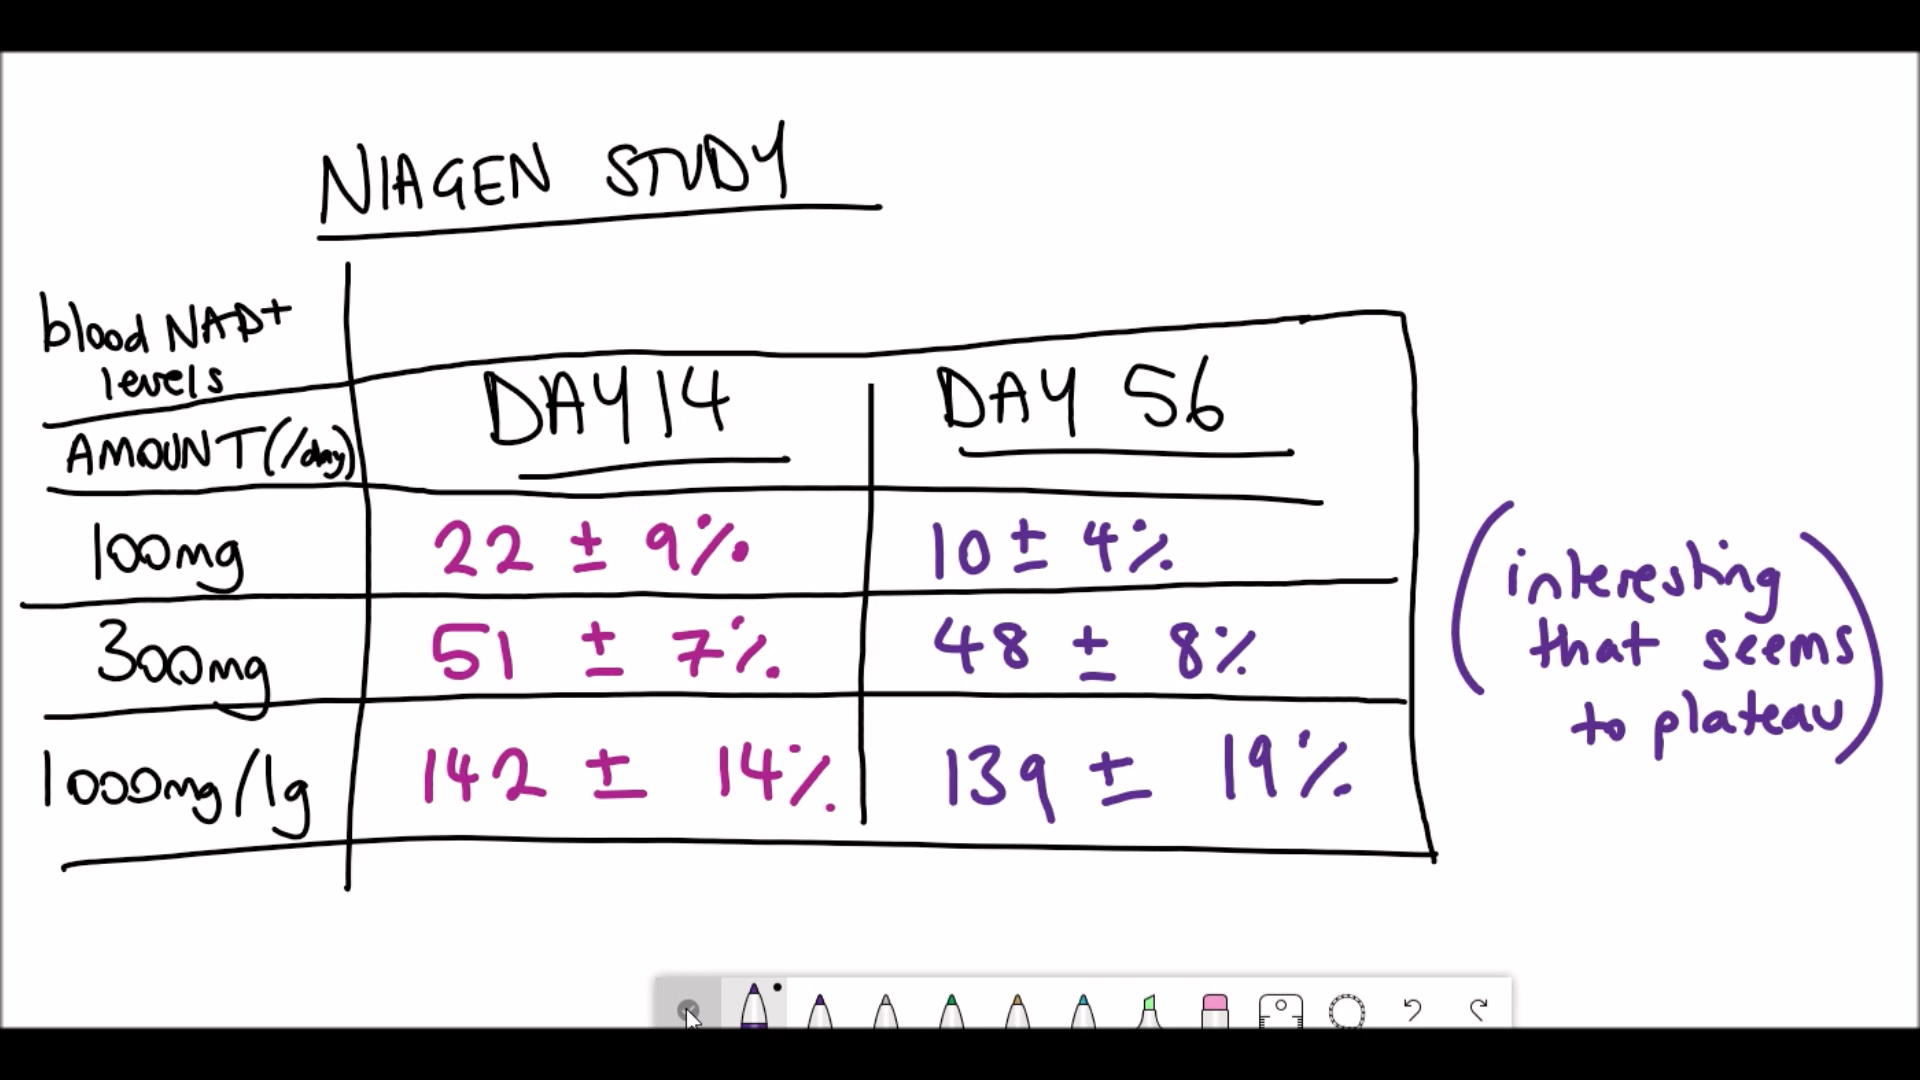 NIAGEN STUDY
blood NAD+
levels
AMOUNT (/day)
DAY 14
DAY 56
100mg
22 ± 9%
10 ± 4%
300mg
51 ± 7%
48 ± 8%
1000mg/1g
142 ± 14%
139 ± 19%
(interesting
that seems
to plateau)